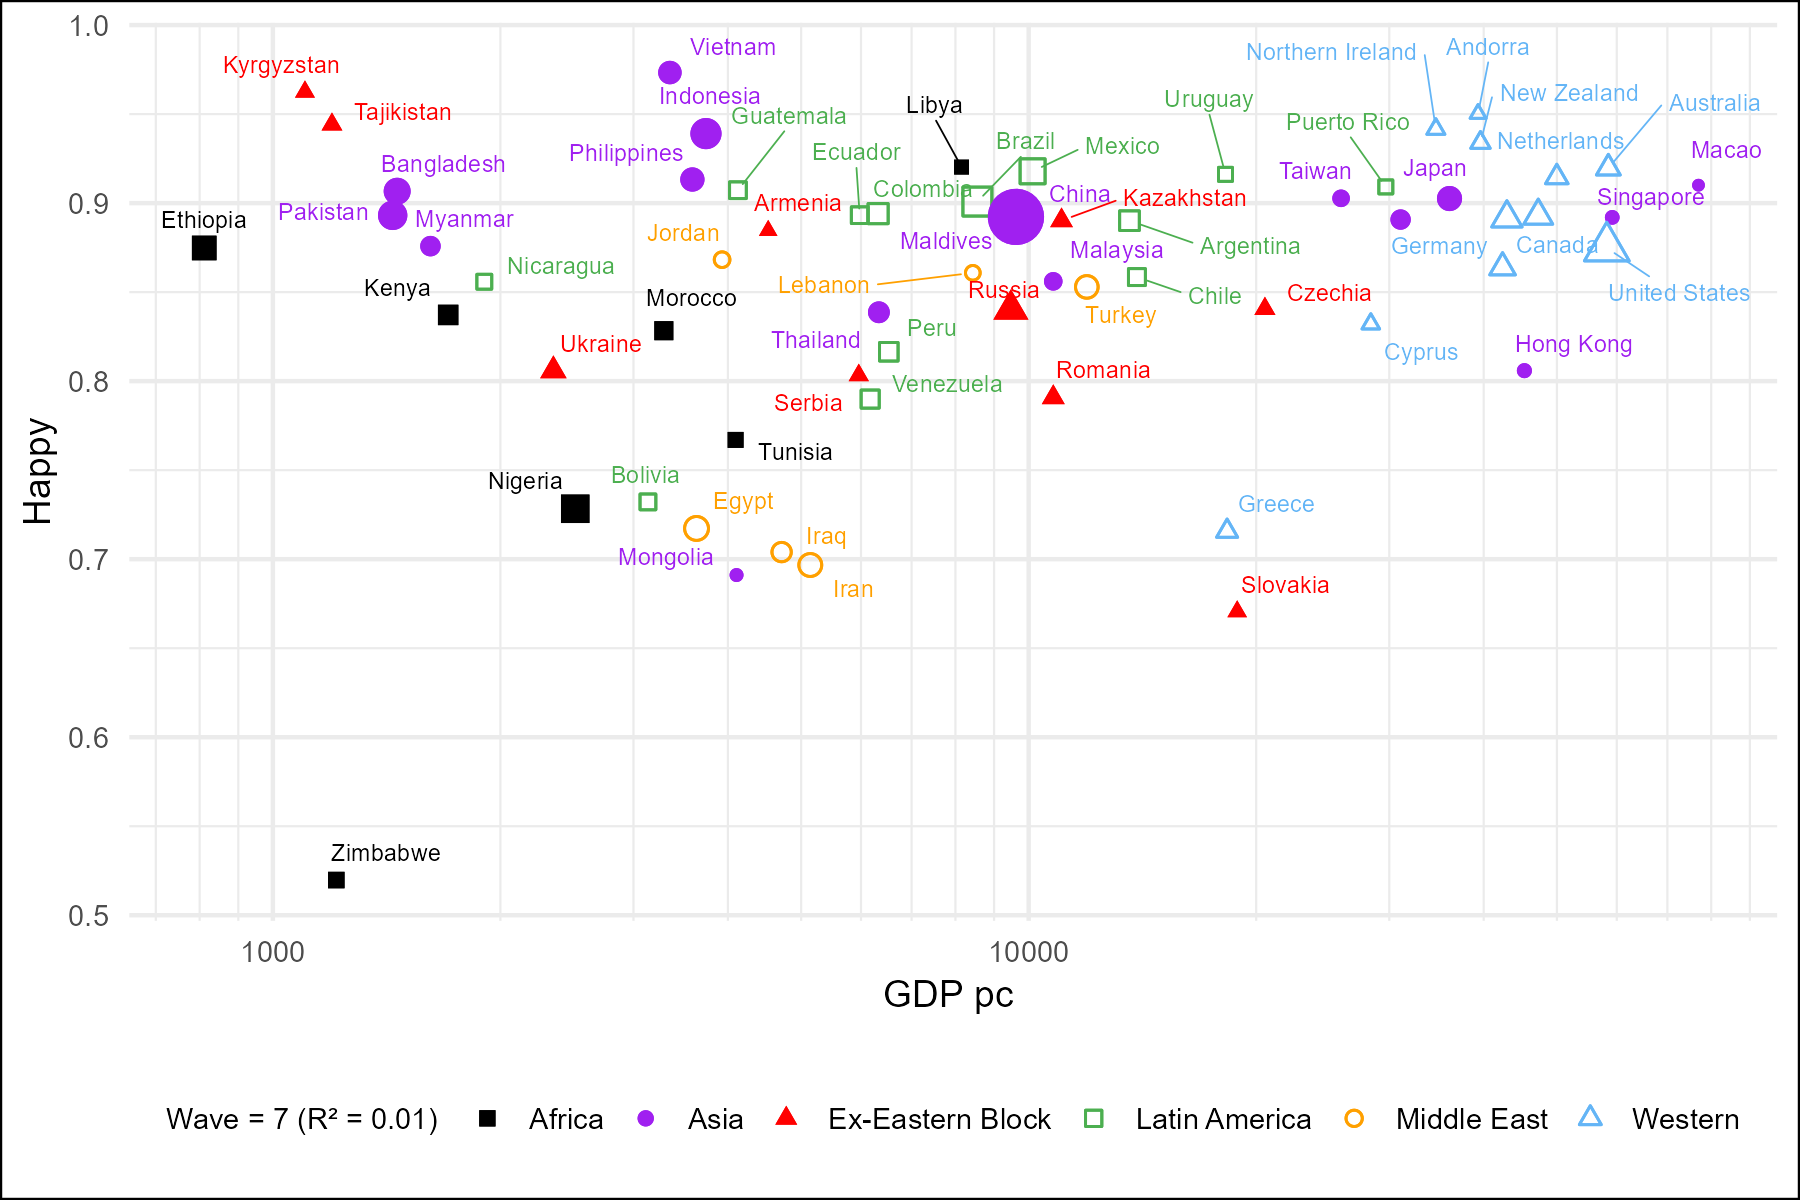 1.0
0.9
0.8
0.7
0.6
0.5
Happy
Kyrgyzstan
Tajikistan
Vietnam
Indonesia
Guatemala
Philippines
Bangladesh
Pakistan
Myanmar
Ethiopia
Kenya
Nicaragua
Ukraine
Morocco
Jordan
Armenia
Ecuador
Colombia
Libya
Brazil
Mexico
Uruguay
Puerto Rico
Northern Ireland
Andorra
New Zealand
Australia
Netherlands
Macao
Taiwan
Japan
Singapore
China
Kazakhstan
Maldives
Malaysia
Argentina
Germany
Canada
United States
Lebanon
Russia
Turkey
Chile
Czechia
Cyprus
Hong Kong
Thailand
Peru
Venezuela
Serbia
Romania
Tunisia
Nigeria
Bolivia
Egypt
Iraq
Iran
Mongolia
Greece
Slovakia
Zimbabwe
1000
10000
GDP pc
Wave = 7 (R² = 0.01) Africa Asia Ex-Eastern Block Latin America Middle East Western